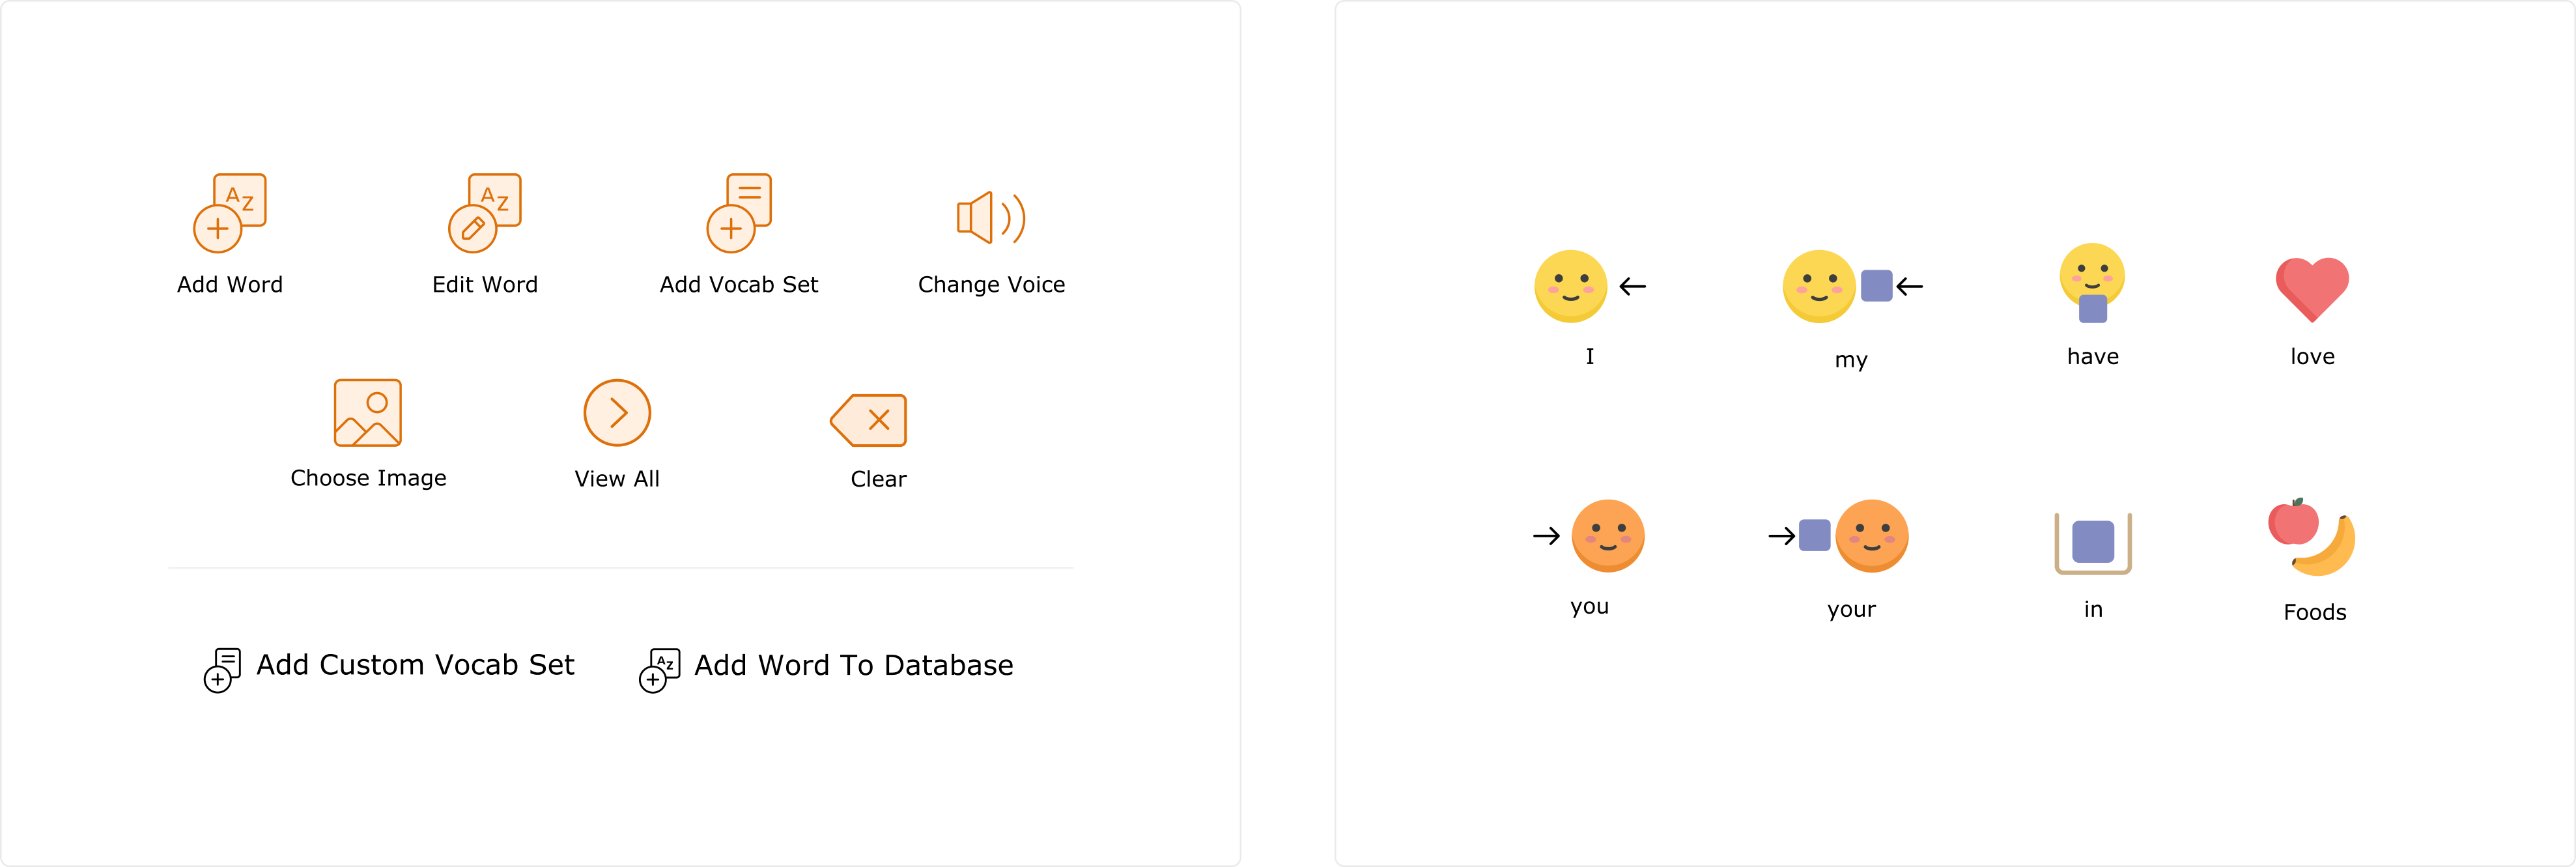 A Z
A Z
Add Word
Edit Word
Add Vocab Set
Change Voice
Choose Image
View All
Clear
AZ
Add Custom Vocab Set
Add Word To Database
I
my
have
love
you
your
in
Foods